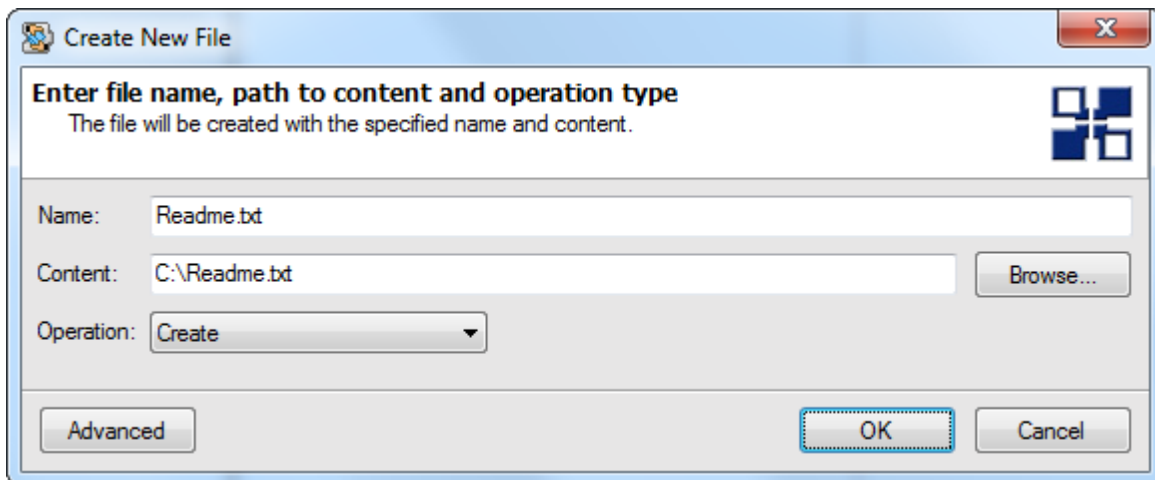 Create New File
Enter file name, path to content and operation type
The file will be created with the specified name and content.
Name: Readme.txt
Content: C:\Readme.txt Browse...
Operation: Create
Advanced OK Cancel